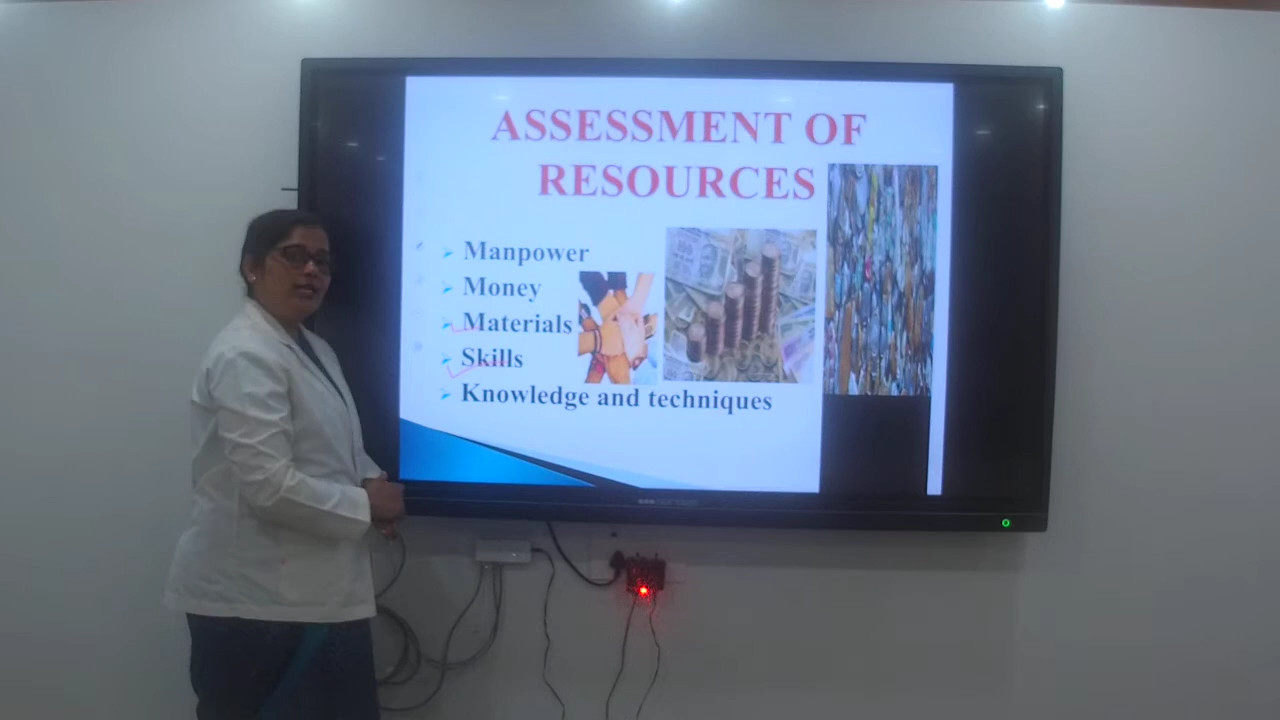 ASSESSMENT OF
RESOURCES
Manpower
Money
Materials
Skills
Knowledge and techniques